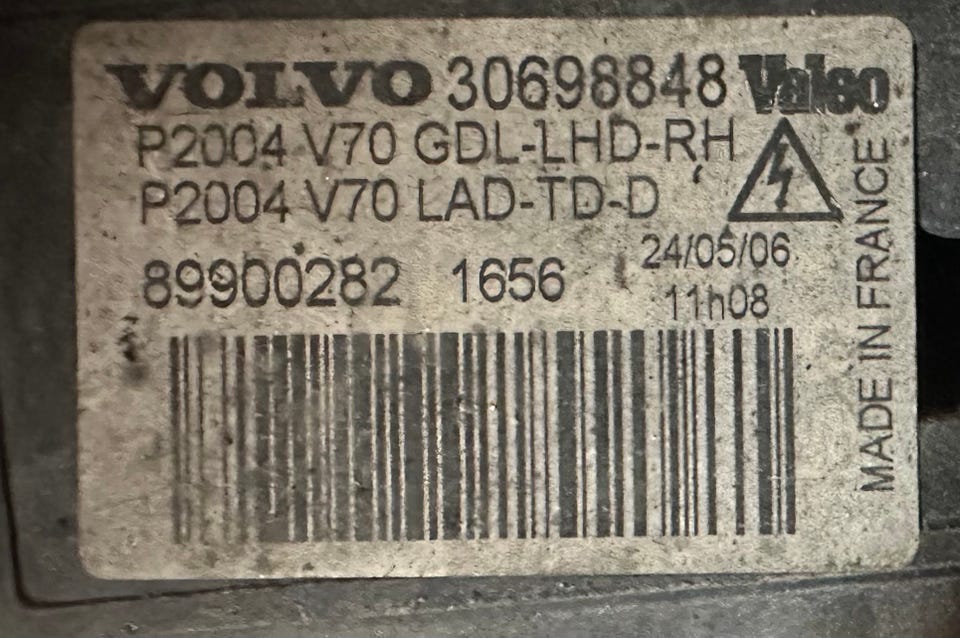 VOLVO 30698848 Valeo
P2004 V70 GDL-LHD-RH
P2004 V70 LAD-TD-D
89900282 1656
24/05/06
11h08
MADE IN FRANCE